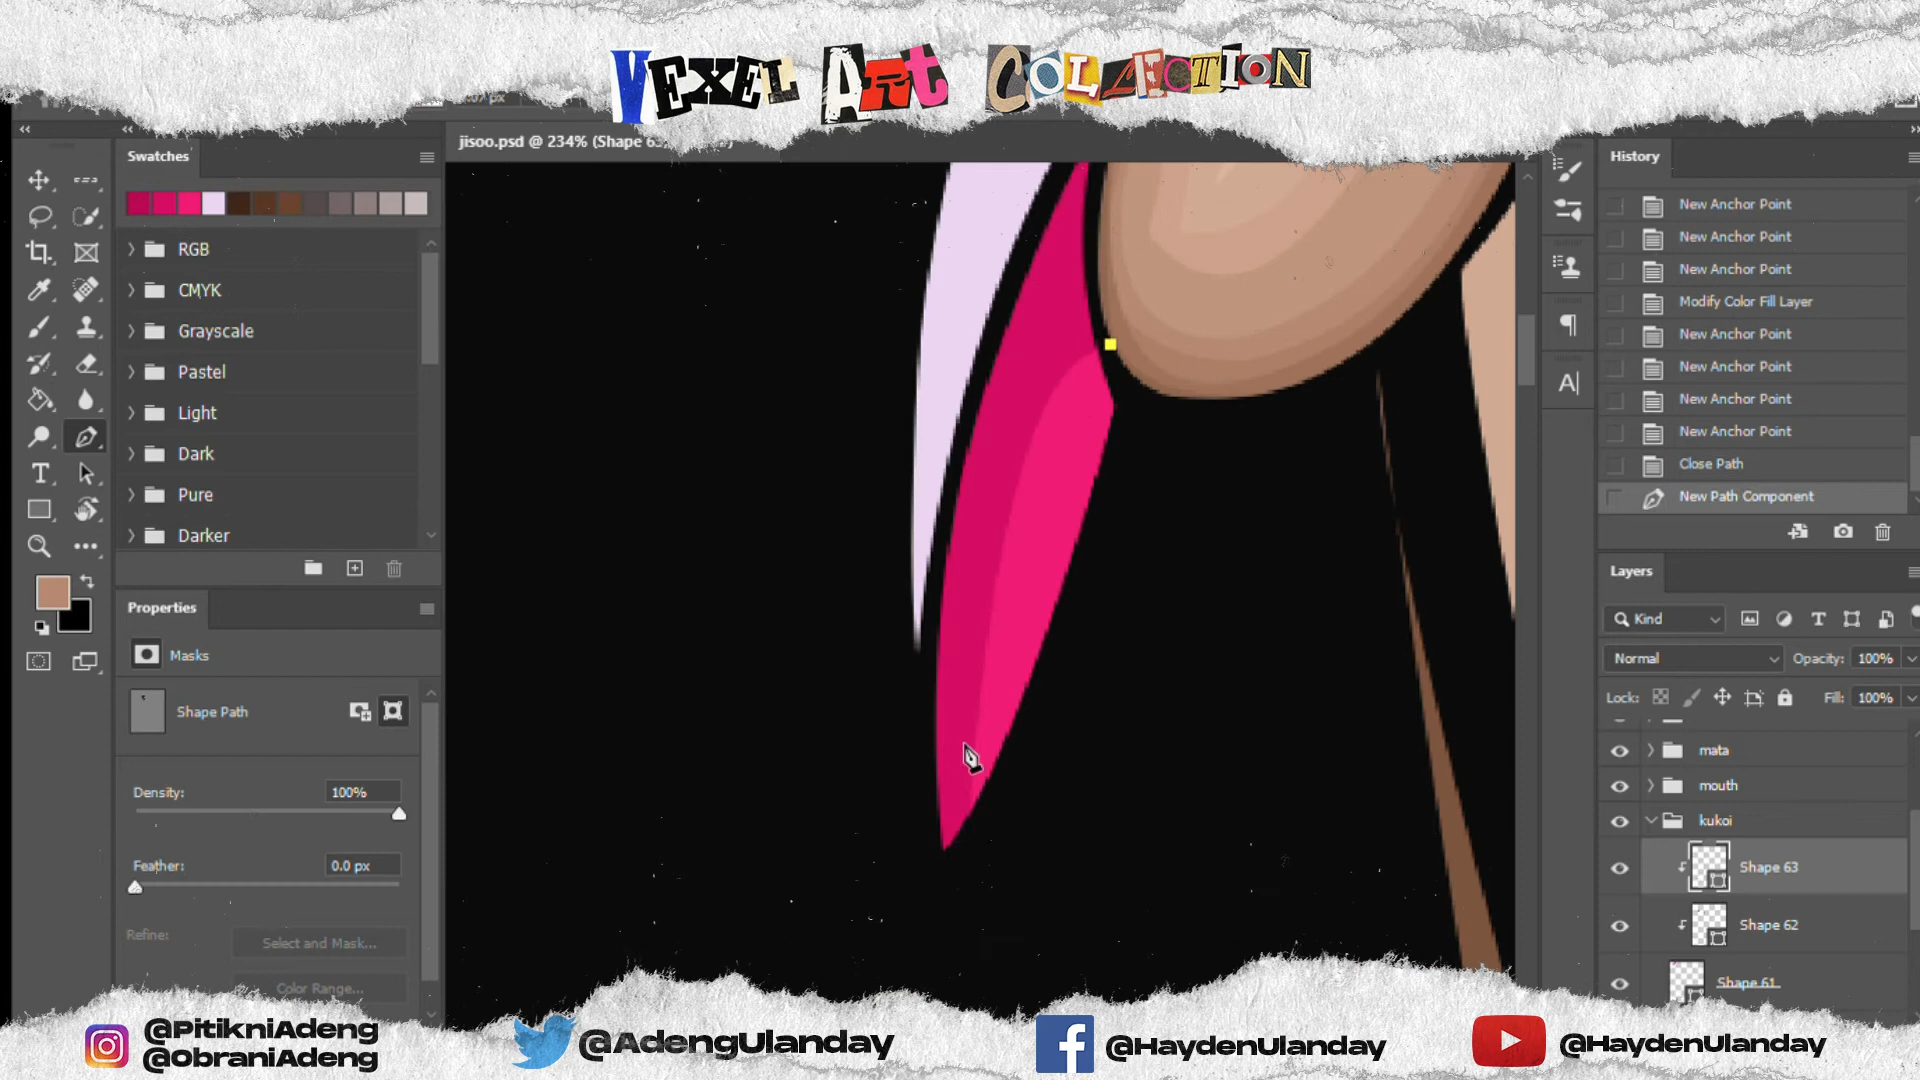 VEXEL ART COLLECTION
jisoo.psd @ 234% (Shape 63
Swatches
RGB
CMYK
Grayscale
Pastel
Light
Dark
Pure
Darker
Properties
Masks
Shape Path
Density:
100%
Feather:
0.0 px
Refine:
Select and Mask...
Color Range...
History
New Anchor Point
New Anchor Point
New Anchor Point
Modify Color Fill Layer
New Anchor Point
New Anchor Point
New Anchor Point
New Anchor Point
Close Path
New Path Component
Layers
Kind
Normal
Opacity: 100%
Lock:
Fill: 100%
mata
mouth
kukoi
Shape 63
Shape 62
Shape 61
@PitikniAdeng
@ObraniAdeng
@AdengUlanday
@HaydenUlanday
@HaydenUlanday